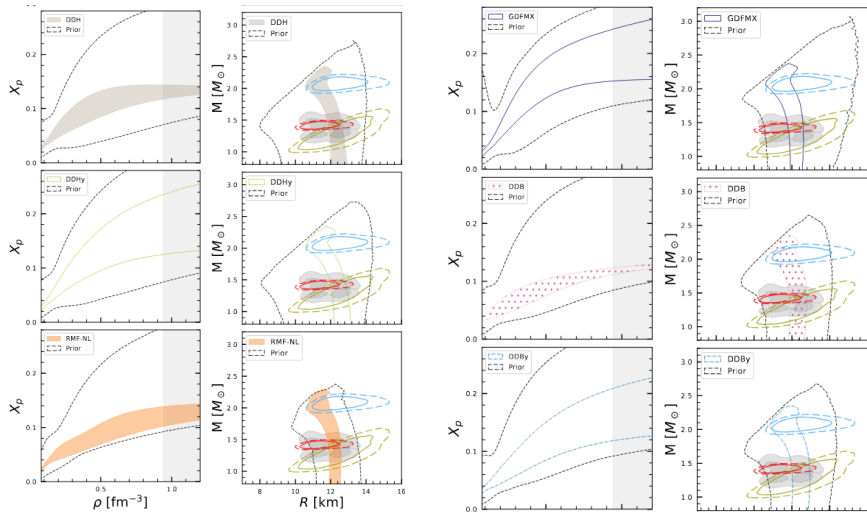 DDH
Prior
X_p
0.2
0.1
0.0
DDH
Prior
M [M_⊙]
3.0
2.5
2.0
1.5
1.0
GDFMX
Prior
X_p
0.2
0.1
0.0
GDFMX
Prior
M [M_⊙]
3.0
2.5
2.0
1.5
1.0
DDHy
Prior
X_p
0.2
0.1
0.0
DDHy
Prior
M [M_⊙]
3.0
2.5
2.0
1.5
1.0
DDB
Prior
X_p
0.2
0.1
0.0
DDB
Prior
M [M_⊙]
3.0
2.5
2.0
1.5
1.0
RMF-NL
Prior
X_p
0.2
0.1
0.0
0.5
1.0
ρ [fm⁻³]
RMF-NL
Prior
M [M_⊙]
3.0
2.5
2.0
1.5
1.0
8
10
12
14
16
R [km]
DDBy
Prior
X_p
0.2
0.1
0.0
DDBy
Prior
M [M_⊙]
3.0
2.5
2.0
1.5
1.0